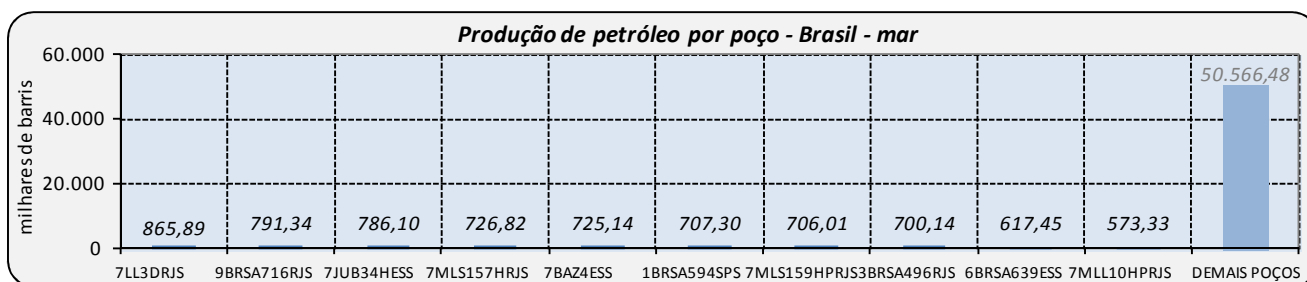 Produção de petróleo por poço - Brasil - mar
milhares de barris
60.000
40.000
20.000
0
865,89 791,34 786,10 726,82 725,14 707,30 706,01 700,14 617,45 573,33 50.566,48
7LL3DRJS 9BRSA716RJS 7JUB34HESS 7MLS157HRJS 7BAZ4ESS 1BRSA594SPS 7MLS159HPRJS3BRSA496RJS 6BRSA639ESS 7MLL10HPRJS DEMAIS POÇOS